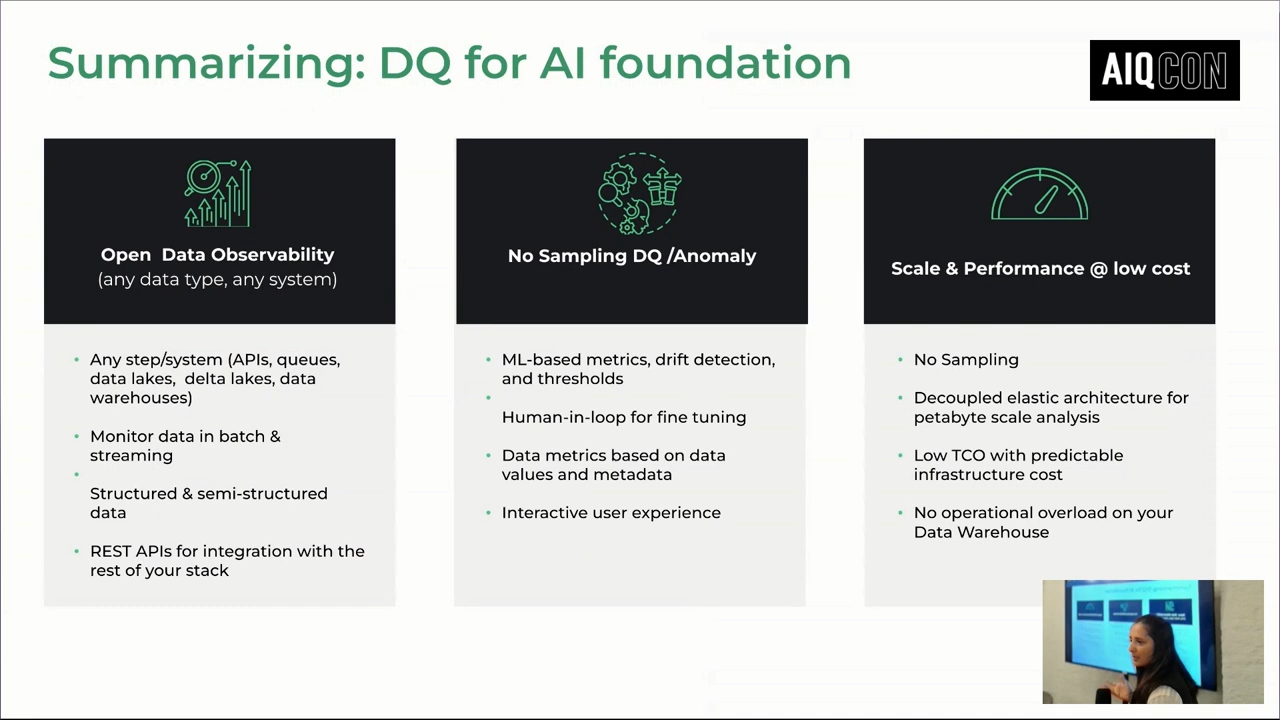 Summarizing: DQ for AI foundation
AIQCON
Open  Data Observability
(any data type, any system)
• Any step/system (APIs, queues,
data lakes,  delta lakes, data
warehouses)
• Monitor data in batch &
streaming
•
Structured & semi-structured
data
• REST APIs for integration with the
rest of your stack
No Sampling DQ /Anomaly
• ML-based metrics, drift detection,
and thresholds
•
Human-in-loop for fine tuning
• Data metrics based on data
values and metadata
• Interactive user experience
Scale & Performance @ low cost
• No Sampling
• Decoupled elastic architecture for
petabyte scale analysis
• Low TCO with predictable
infrastructure cost
• No operational overload on your
Data Warehouse